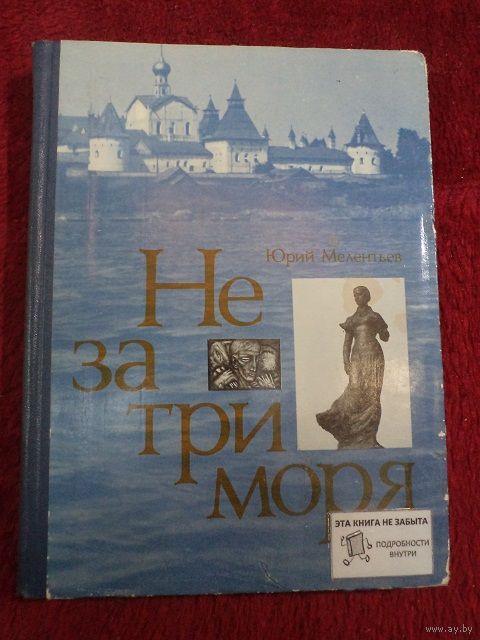 Юрий Мелентьев
Не
за
три
моря
ЭТА КНИГА НЕ ЗАБЫТА
ПОДРОБНОСТИ
ВНУТРИ
www.ay.by